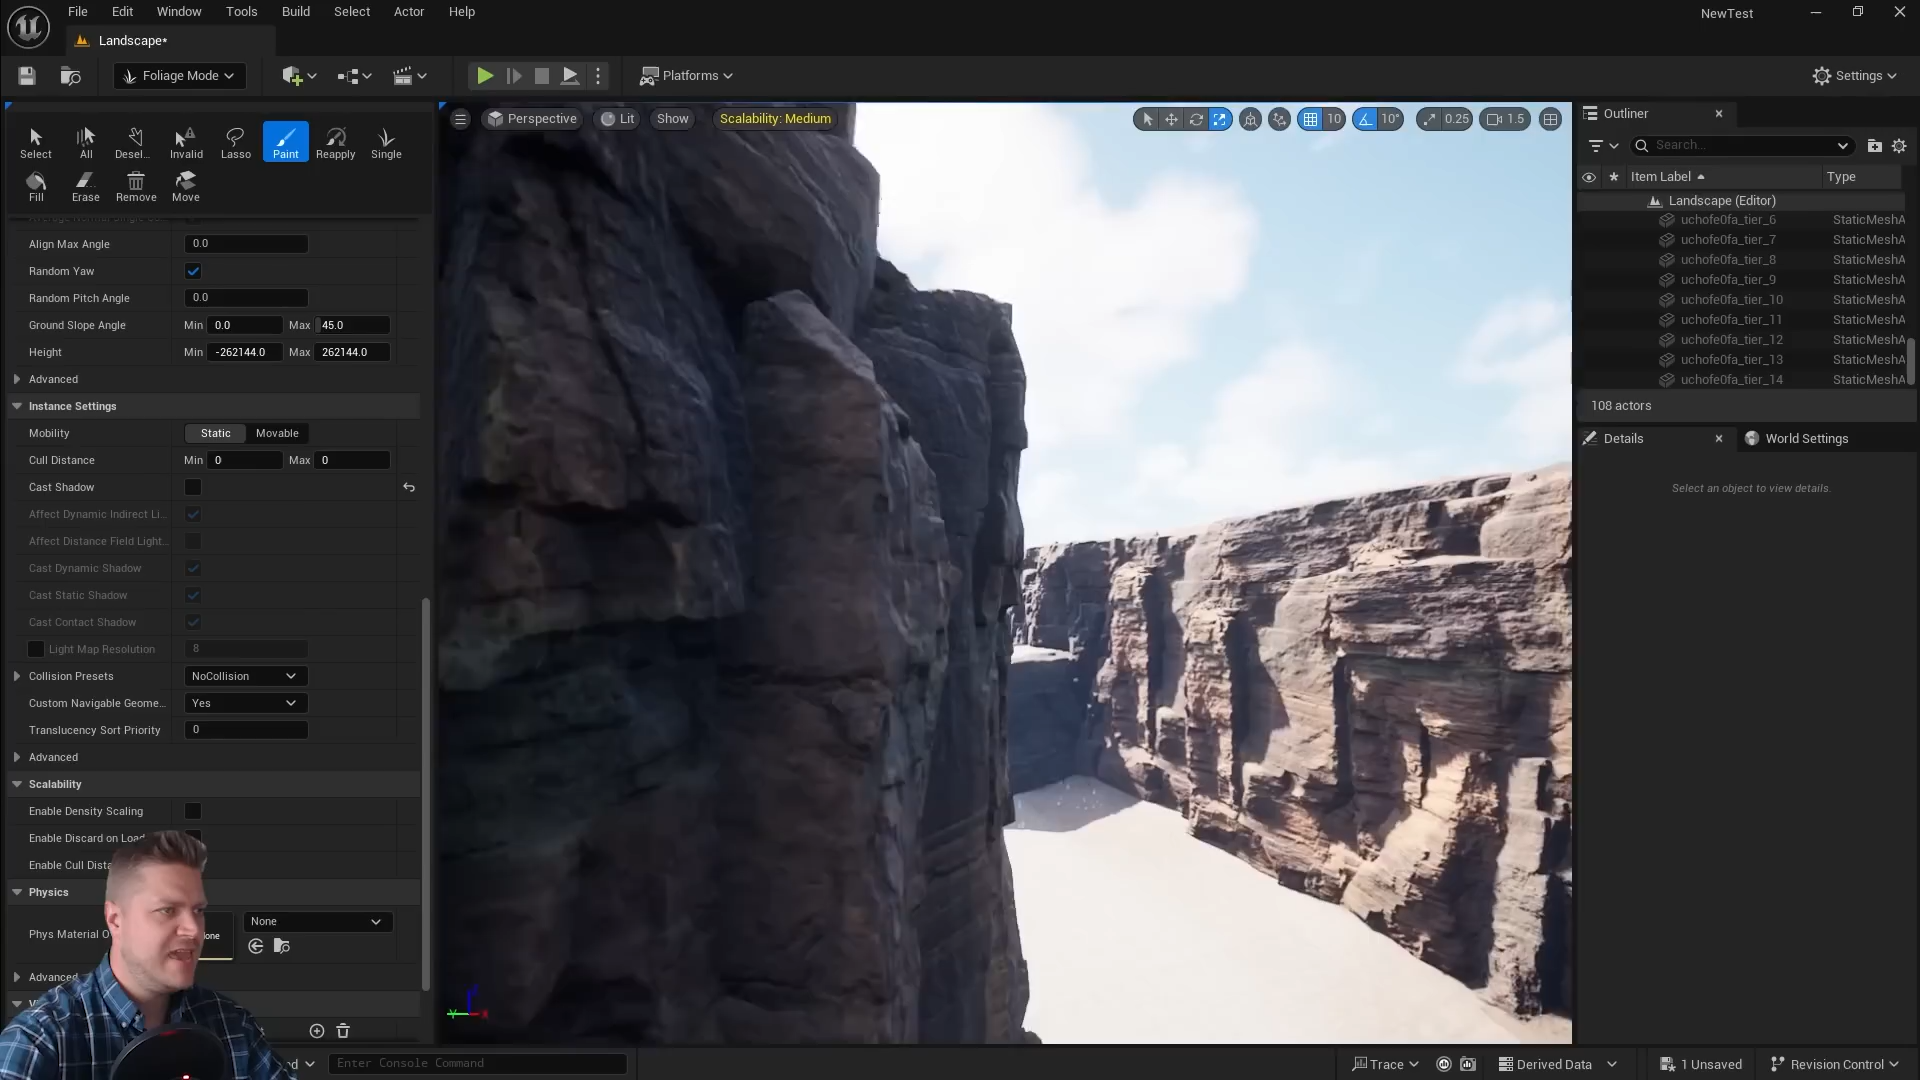 File Edit Window Tools Build Select Actor Help
NewTest
Landscape*
Foliage Mode
Platforms
Settings
Select All Desel... Invalid Lasso Paint Reapply Single
Fill Erase Remove Move
Align Max Angle 0.0
Random Yaw
Random Pitch Angle 0.0
Ground Slope Angle Min 0.0 Max 45.0
Height Min -262144.0 Max 262144.0
Advanced
Instance Settings
Mobility Static Movable
Cull Distance Min 0 Max 0
Cast Shadow
Affect Dynamic Indirect Li...
Affect Distance Field Light...
Cast Dynamic Shadow
Cast Static Shadow
Cast Contact Shadow
Light Map Resolution 8
Collision Presets NoCollision
Custom Navigable Geome... Yes
Translucency Sort Priority 0
Advanced
Scalability
Enable Density Scaling
Enable Discard on Load
Enable Cull Dista
Physics
Phys Material O None
Advanced
Perspective Lit Show Scalability: Medium
10 10° 0.25 1.5
Outliner
Search...
Item Label Type
Landscape (Editor)
uchofe0fa_tier_6 StaticMeshA
uchofe0fa_tier_7 StaticMeshA
uchofe0fa_tier_8 StaticMeshA
uchofe0fa_tier_9 StaticMeshA
uchofe0fa_tier_10 StaticMeshA
uchofe0fa_tier_11 StaticMeshA
uchofe0fa_tier_12 StaticMeshA
uchofe0fa_tier_13 StaticMeshA
uchofe0fa_tier_14 StaticMeshA
108 actors
Details World Settings
Select an object to view details.
Enter Console Command
Trace Derived Data 1 Unsaved Revision Control